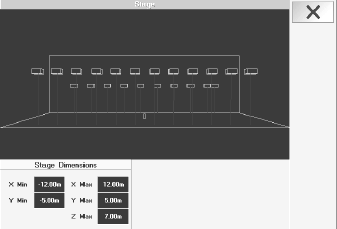 Stage
Stage Dimensions
X Min -12.00m X Max 12.00m
Y Min -5.00m Y Max 5.00m
Z Max 7.00m